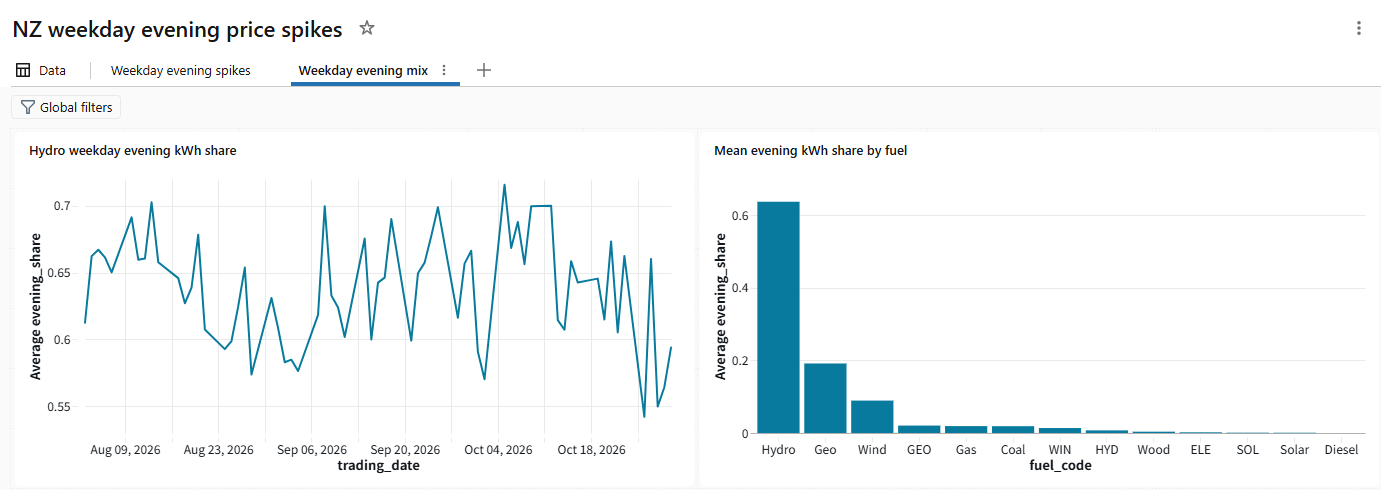 NZ weekday evening price spikes
Data
Weekday evening spikes
Weekday evening mix
Global filters
Hydro weekday evening kWh share
Average evening_share
0.7
0.65
0.6
0.55
Aug 09, 2026
Aug 23, 2026
Sep 06, 2026
Sep 20, 2026
Oct 04, 2026
Oct 18, 2026
trading_date
Mean evening kWh share by fuel
Average evening_share
0.6
0.4
0.2
0
Hydro
Geo
Wind
GEO
Gas
Coal
WIN
HYD
Wood
ELE
SOL
Solar
Diesel
fuel_code